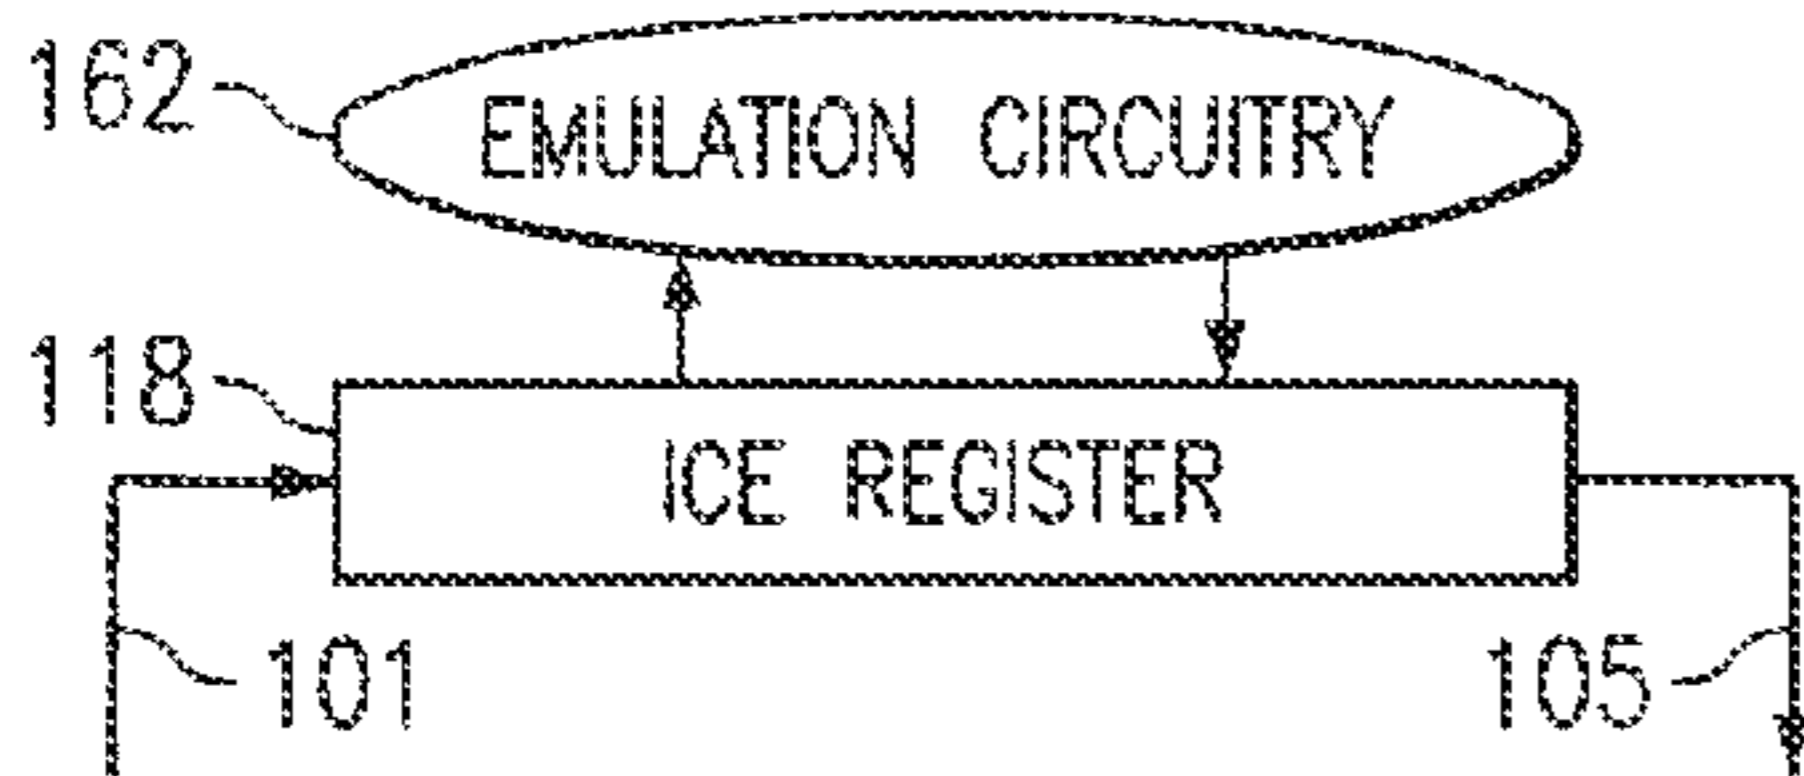 162
EMULATION CIRCUITRY
118
ICE REGISTER
101
105